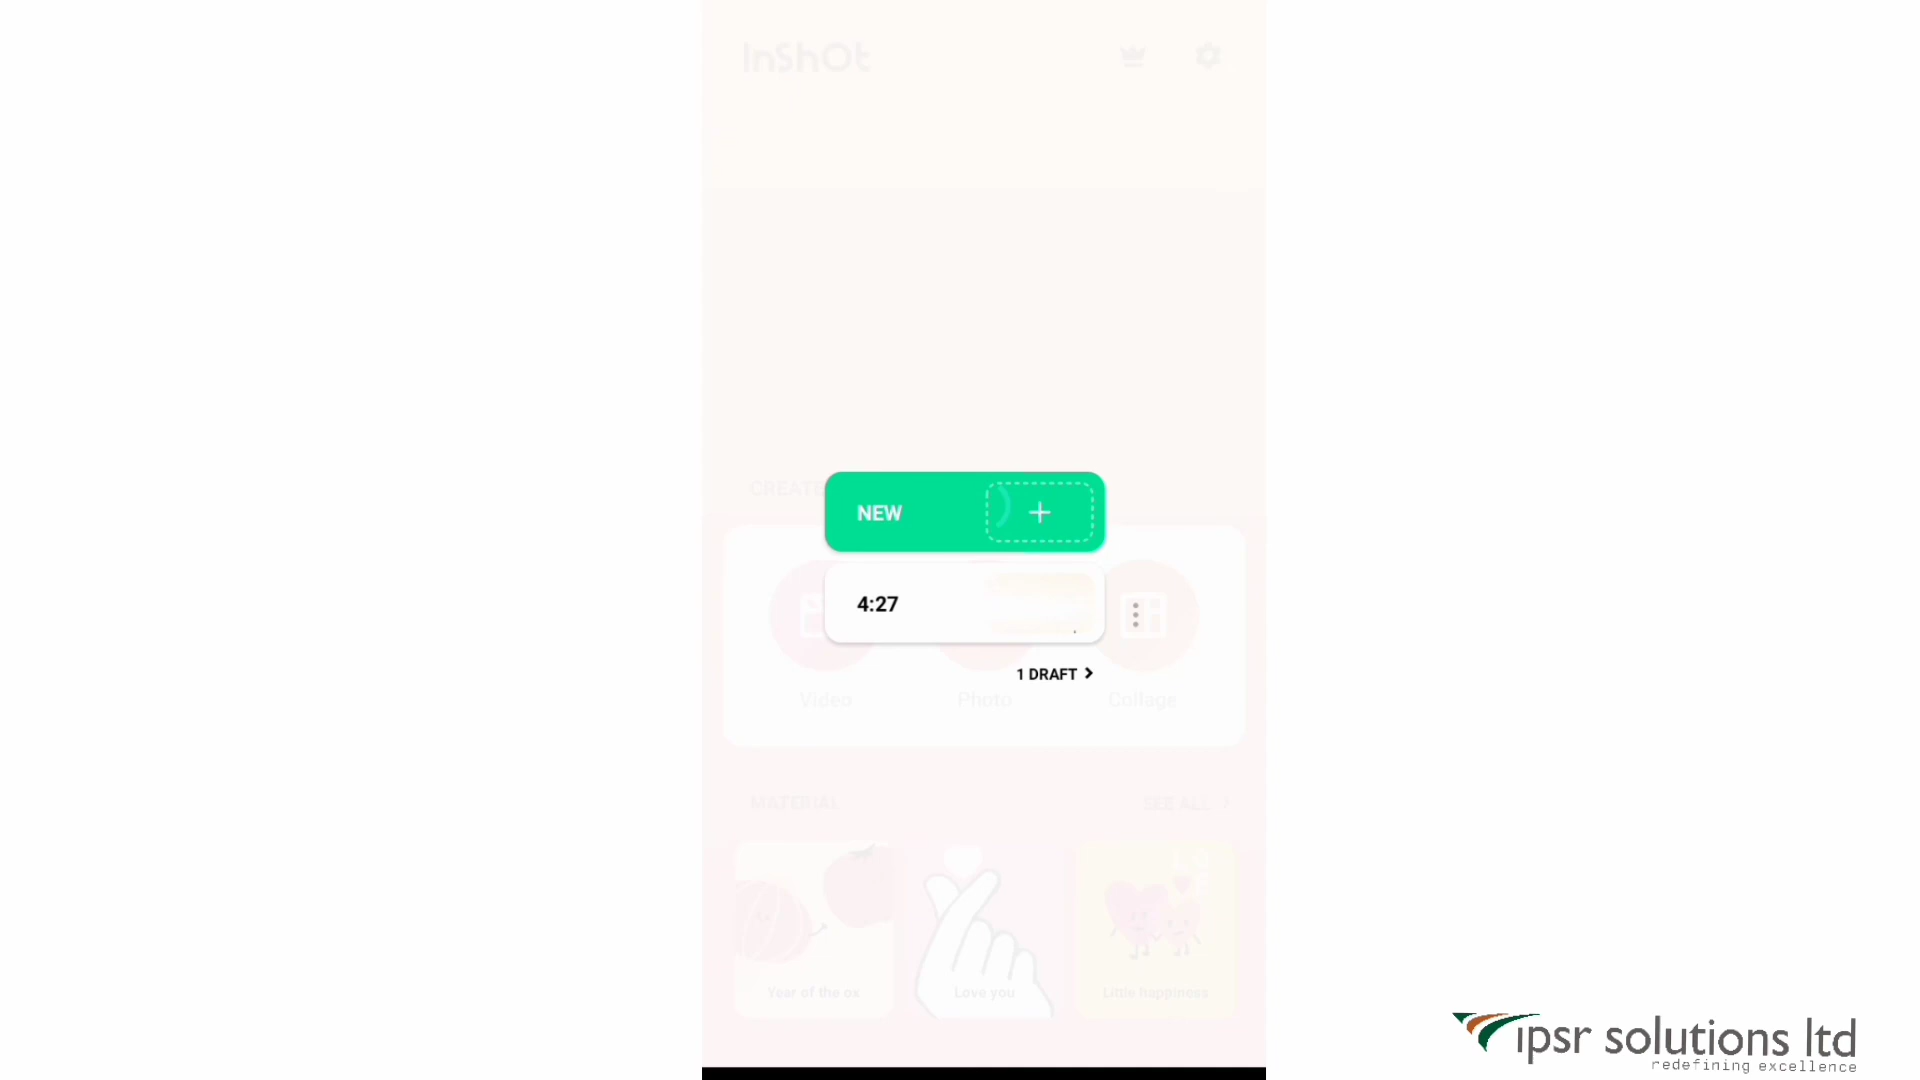 InShOt
CREATE
NEW
4:27
1 DRAFT
Video
Photo
Collage
MATERIAL
SEE ALL
Year of the ox
Love you
Little happiness
ipsr solutions ltd
redefining excellence